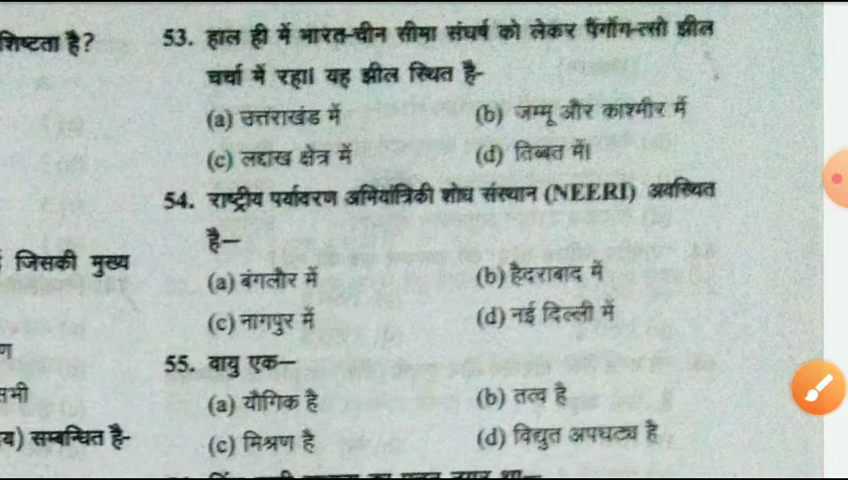 शिष्टता है?
53. हाल ही में भारत-चीन सीमा संघर्ष को लेकर पैंगोंग-त्सो झील
चर्चा में रहा। यह झील स्थित है-
(a) उत्तराखंड में (b) जम्मू और काश्मीर में
(c) लद्दाख क्षेत्र में (d) तिब्बत में।
54. राष्ट्रीय पर्यावरण अभियांत्रिकी शोध संस्थान (NEERI) अवस्थित
है—
जिसकी मुख्य
(a) बंगलौर में (b) हैदराबाद में
(c) नागपुर में (d) नई दिल्ली में
55. वायु एक—
(a) यौगिक है (b) तत्व है
(c) मिश्रण है (d) विद्युत अपघट्य है
सम्बन्धित है-